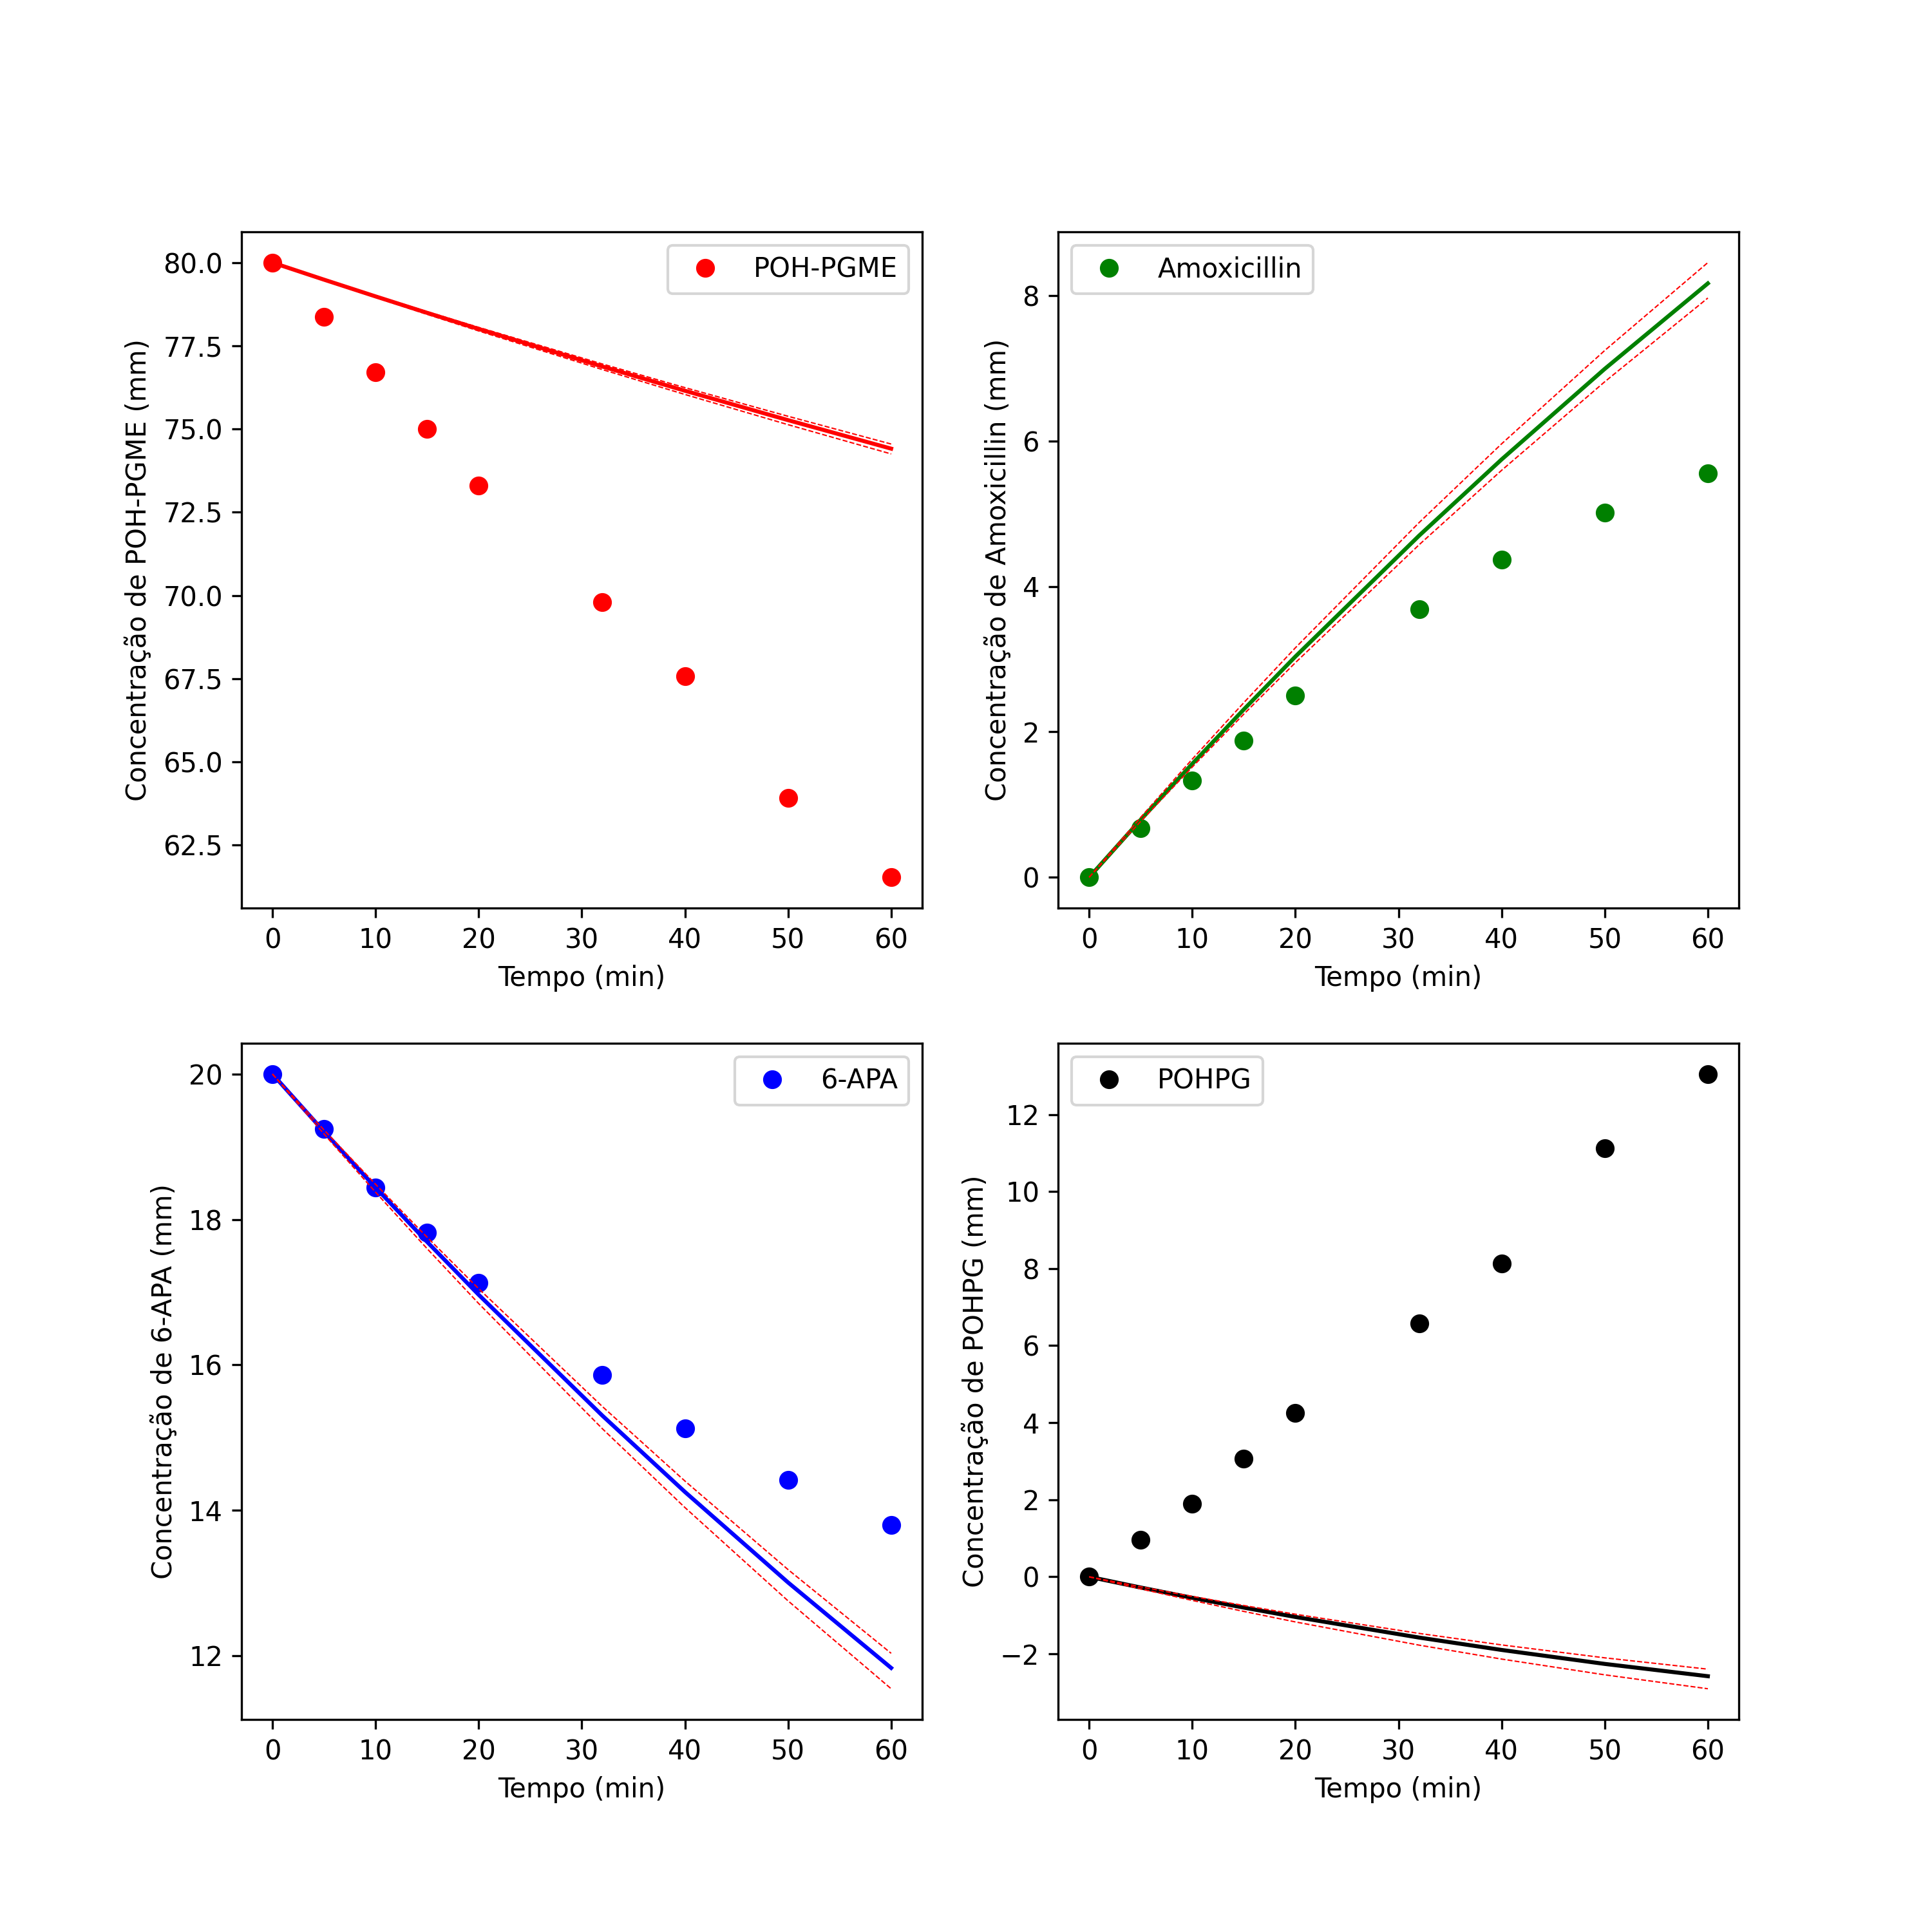 POH-PGME
Concentração de POH-PGME (mm)
80.0
77.5
75.0
72.5
70.0
67.5
65.0
62.5
0 10 20 30 40 50 60
Tempo (min)
Amoxicillin
Concentração de Amoxicillin (mm)
8
6
4
2
0
0 10 20 30 40 50 60
Tempo (min)
6-APA
Concentração de 6-APA (mm)
20
18
16
14
12
0 10 20 30 40 50 60
Tempo (min)
POHPG
Concentração de POHPG (mm)
12
10
8
6
4
2
0
−2
0 10 20 30 40 50 60
Tempo (min)